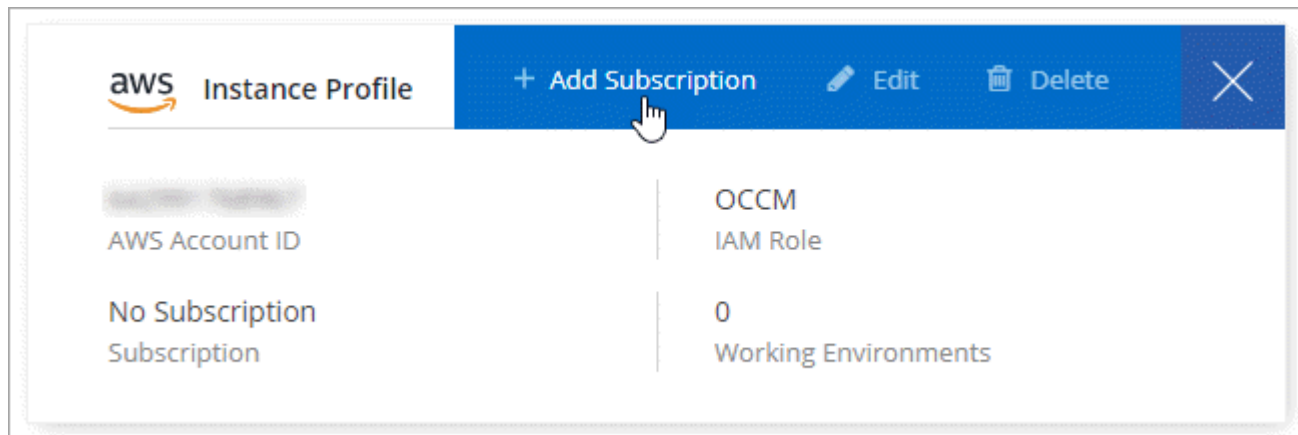 aws Instance Profile + Add Subscription Edit Delete
OCCM
AWS Account ID IAM Role
No Subscription 0
Subscription Working Environments